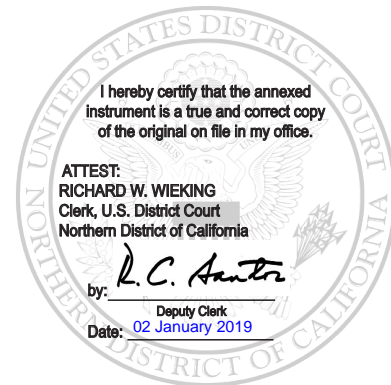 UNITED STATES DISTRICT COURT
I hereby certify that the annexed
instrument is a true and correct copy
of the original on file in my office.
ATTEST:
RICHARD W. WIEKING
Clerk, U.S. District Court
Northern District of California
by: R. C. Santos
Deputy Clerk
Date: 02 January 2019
NORTHERN DISTRICT OF CALIFORNIA